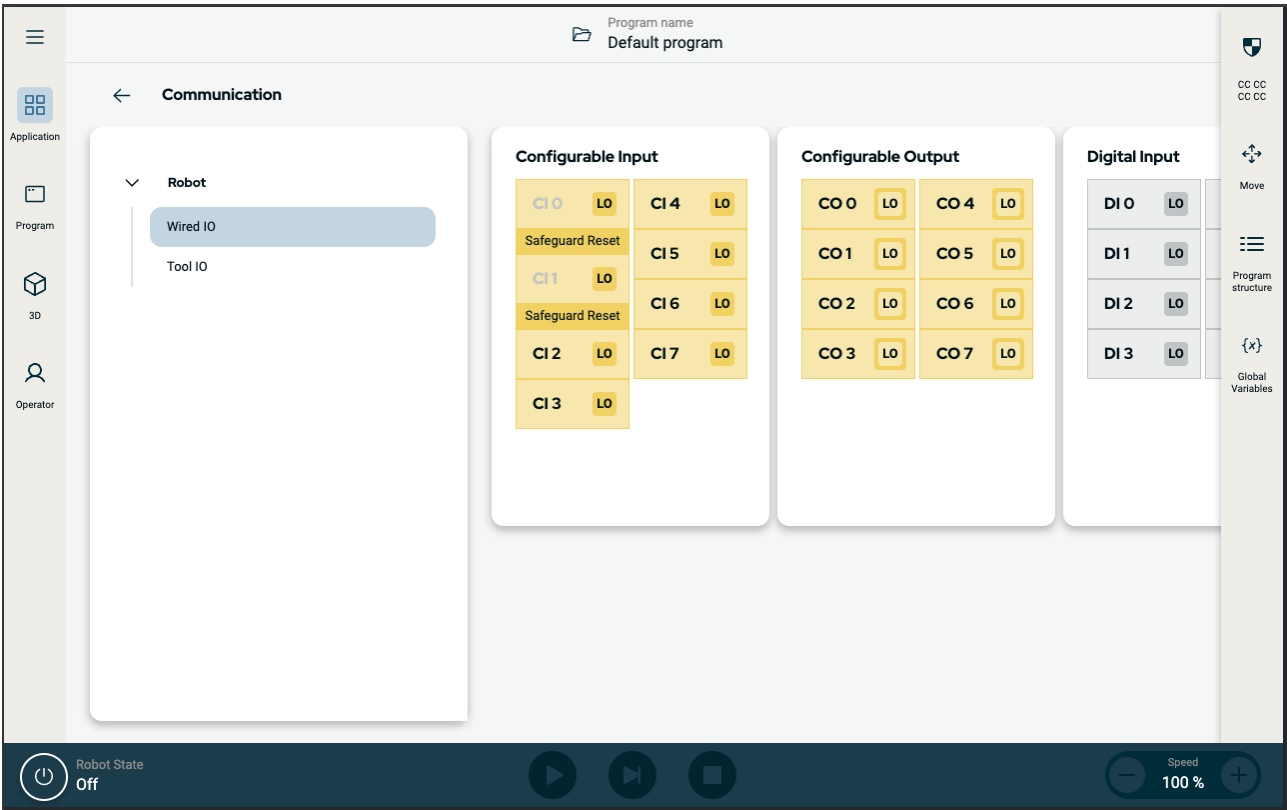 Program name
Default program
Application
Program
3D
Operator
Communication
Robot
Wired IO
Tool IO
Configurable Input
CI 0 LO
Safeguard Reset
CI 1 LO
Safeguard Reset
CI 2 LO
CI 3 LO
CI 4 LO
CI 5 LO
CI 6 LO
CI 7 LO
Configurable Output
CO 0 LO
CO 1 LO
CO 2 LO
CO 3 LO
CO 4 LO
CO 5 LO
CO 6 LO
CO 7 LO
Digital Input
DI 0 LO
DI 1 LO
DI 2 LO
DI 3 LO
CC CC
CC CC
Move
Program
structure
{x}
Global
Variables
Robot State
Off
Speed
100 %